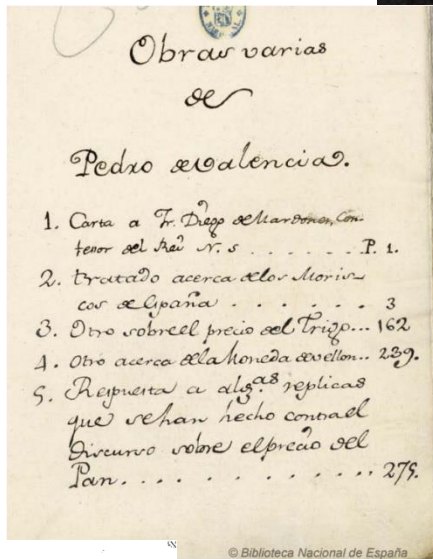 Obras varias
de
Pedro de valencia.
1. Carta a Fr. Diego de Mardones, Con-
fesor del Rei N. S . . . . . . P. 1.
2. tratado acerca de los Moris-
cos de España . . . . . . 3
3. Otro sobre el precio del Trigo... 162
4. Otro acerca de la Moneda de vellon.. 239.
5. Respuesta a algªˢ replicas
que se han hecho contra el
Discurso sobre el precio del
Pan. . . . . . . . . . . . . 275.
© Biblioteca Nacional de España